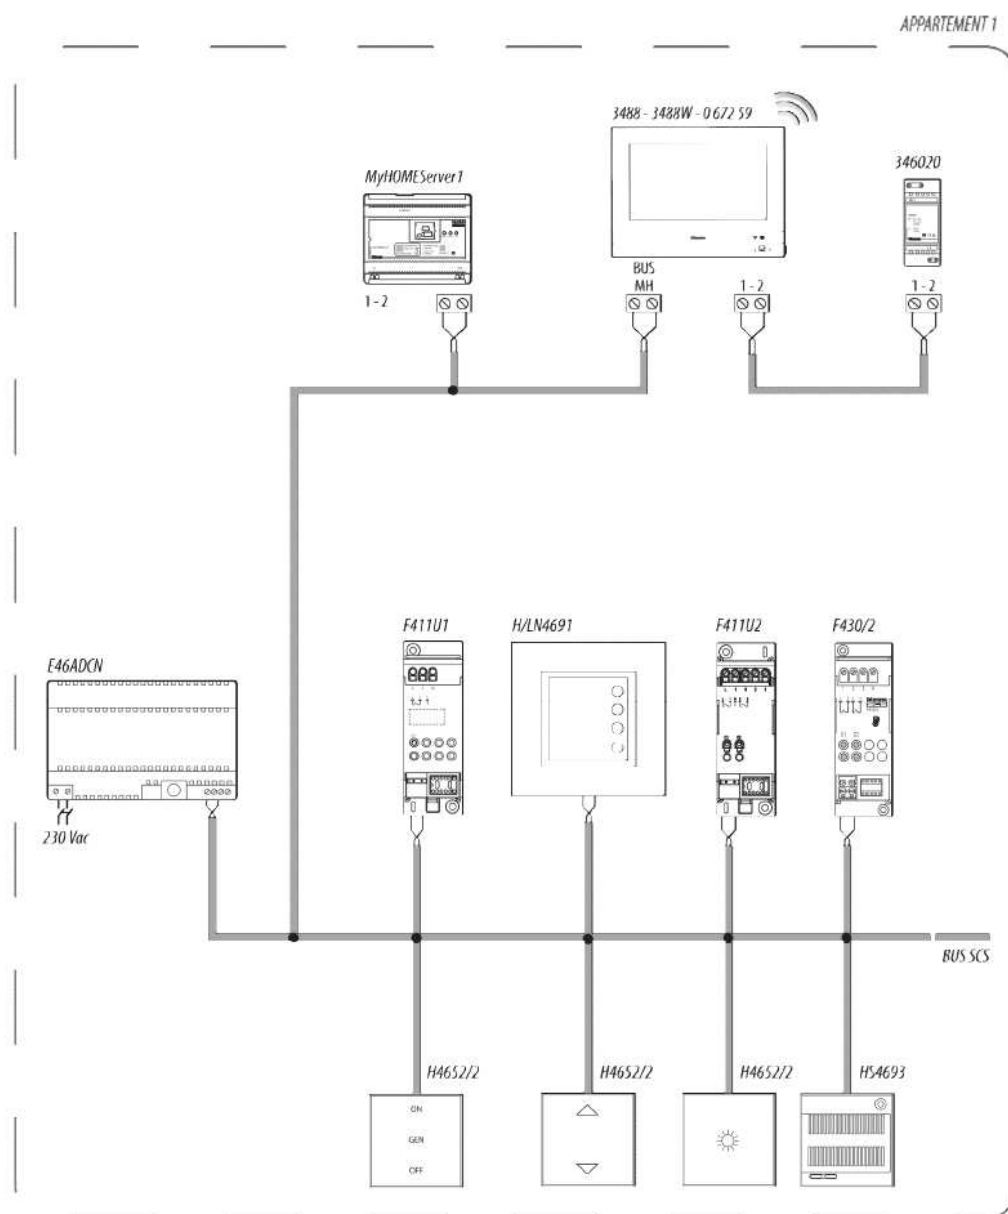 APPARTEMENT 1
3488 - 3488W - 0 672 59
346020
MyHOMEServer1
BUS
MH
1 - 2
1 - 2
1 - 2
F411U1
H/LN4691
F411U2
F430/2
E46ADCN
230 Vac
BUS SCS
H4652/2
H4652/2
H4652/2
HS4693
ON
GEN
OFF